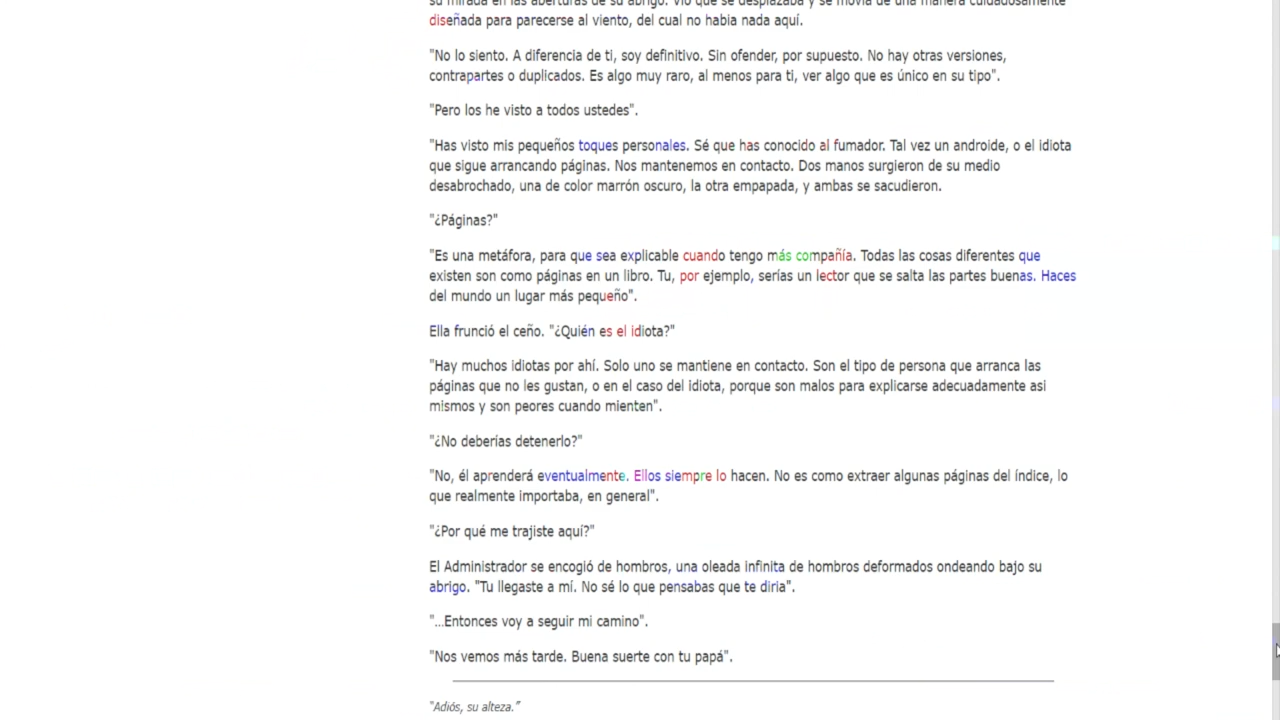 su mirada en las aberturas de su abrigo. Vio que se desplazaba y se movía de una manera cuidadosamente
diseñada para parecerse al viento, del cual no habia nada aquí.
"No lo siento. A diferencia de ti, soy definitivo. Sin ofender, por supuesto. No hay otras versiones,
contrapartes o duplicados. Es algo muy raro, al menos para ti, ver algo que es único en su tipo".
"Pero los he visto a todos ustedes".
"Has visto mis pequeños toques personales. Sé que has conocido al fumador. Tal vez un androide, o el idiota
que sigue arrancando páginas. Nos mantenemos en contacto. Dos manos surgieron de su medio
desabrochado, una de color marrón oscuro, la otra empapada, y ambas se sacudieron.
"¿Páginas?"
"Es una metáfora, para que sea explicable cuando tengo más compañía. Todas las cosas diferentes que
existen son como páginas en un libro. Tu, por ejemplo, serías un lector que se salta las partes buenas. Haces
del mundo un lugar más pequeño".
Ella frunció el ceño. "¿Quién es el idiota?"
"Hay muchos idiotas por ahí. Solo uno se mantiene en contacto. Son el tipo de persona que arranca las
páginas que no les gustan, o en el caso del idiota, porque son malos para explicarse adecuadamente asi
mismos y son peores cuando mienten".
"¿No deberías detenerlo?"
"No, él aprenderá eventualmente. Ellos siempre lo hacen. No es como extraer algunas páginas del índice, lo
que realmente importaba, en general".
"¿Por qué me trajiste aquí?"
El Administrador se encogió de hombros, una oleada infinita de hombros deformados ondeando bajo su
abrigo. "Tu llegaste a mí. No sé lo que pensabas que te diria".
"...Entonces voy a seguir mi camino".
"Nos vemos más tarde. Buena suerte con tu papá".
"Adiós, su alteza."